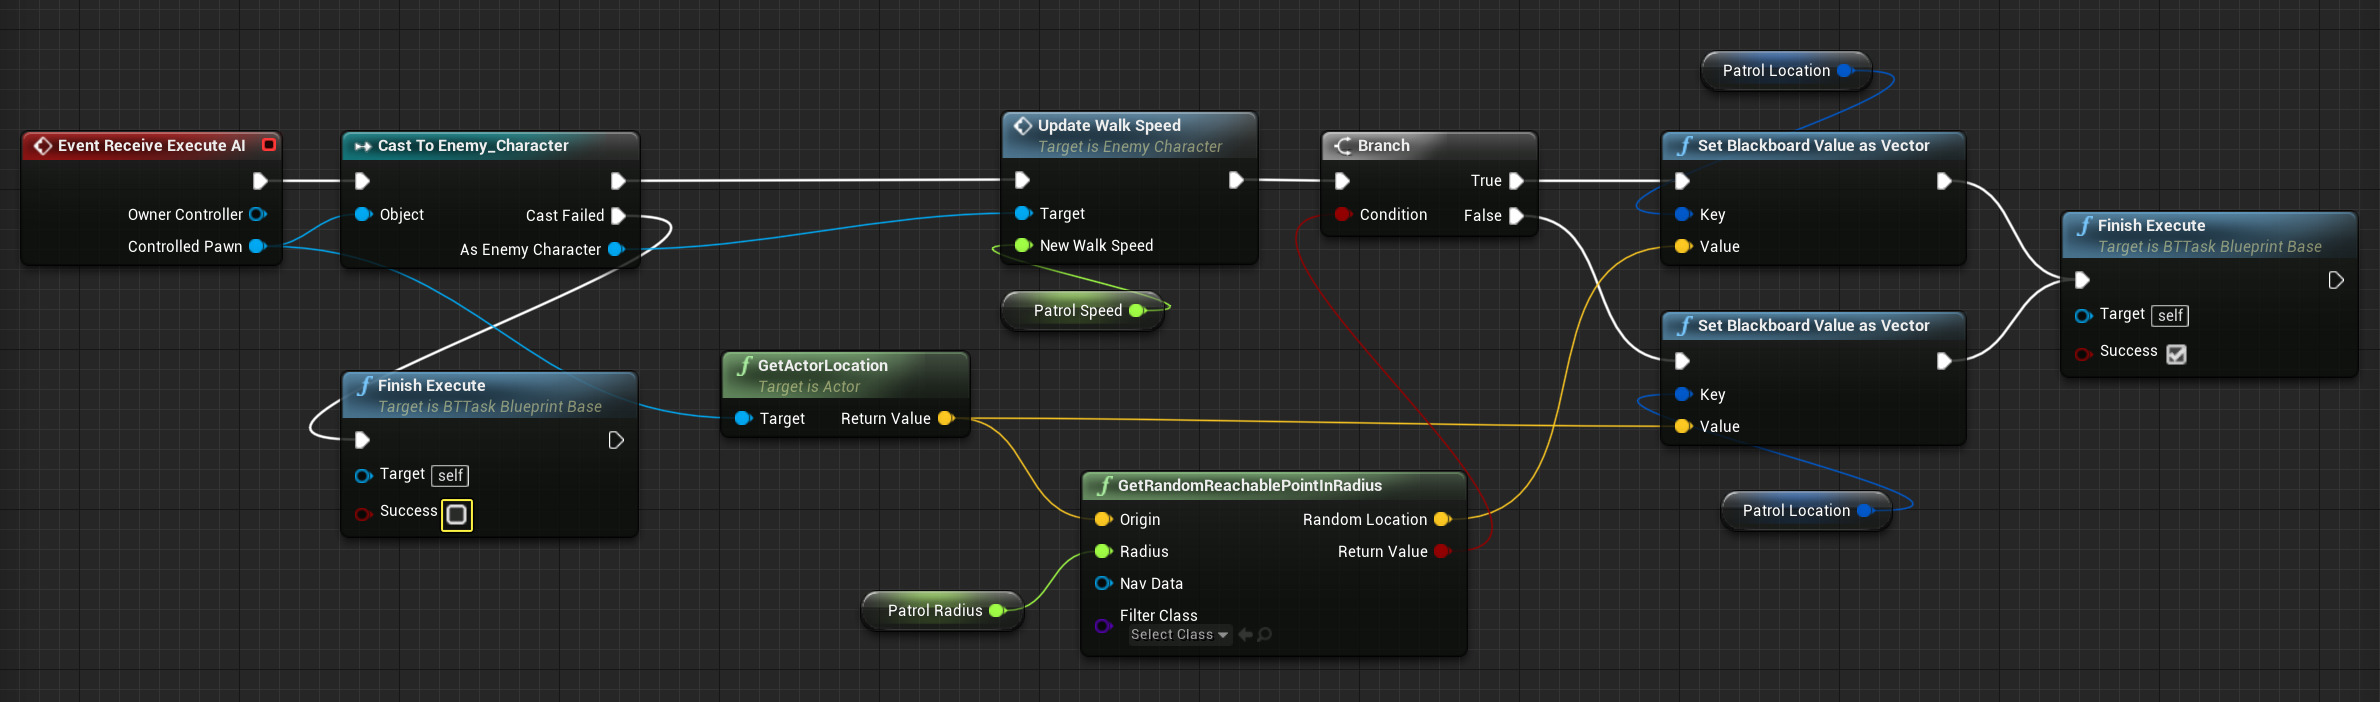 Event Receive Execute AI
Owner Controller
Controlled Pawn
Cast To Enemy_Character
Object
Cast Failed
As Enemy Character
Finish Execute
Target is BTTask Blueprint Base
Target self
Success
GetActorLocation
Target is Actor
Target
Return Value
Update Walk Speed
Target is Enemy Character
Target
New Walk Speed
Patrol Speed
Patrol Radius
GetRandomReachablePointInRadius
Origin
Random Location
Radius
Return Value
Nav Data
Filter Class
Select Class
Branch
True
Condition
False
Patrol Location
Set Blackboard Value as Vector
Key
Value
Set Blackboard Value as Vector
Key
Value
Patrol Location
Finish Execute
Target is BTTask Blueprint Base
Target self
Success